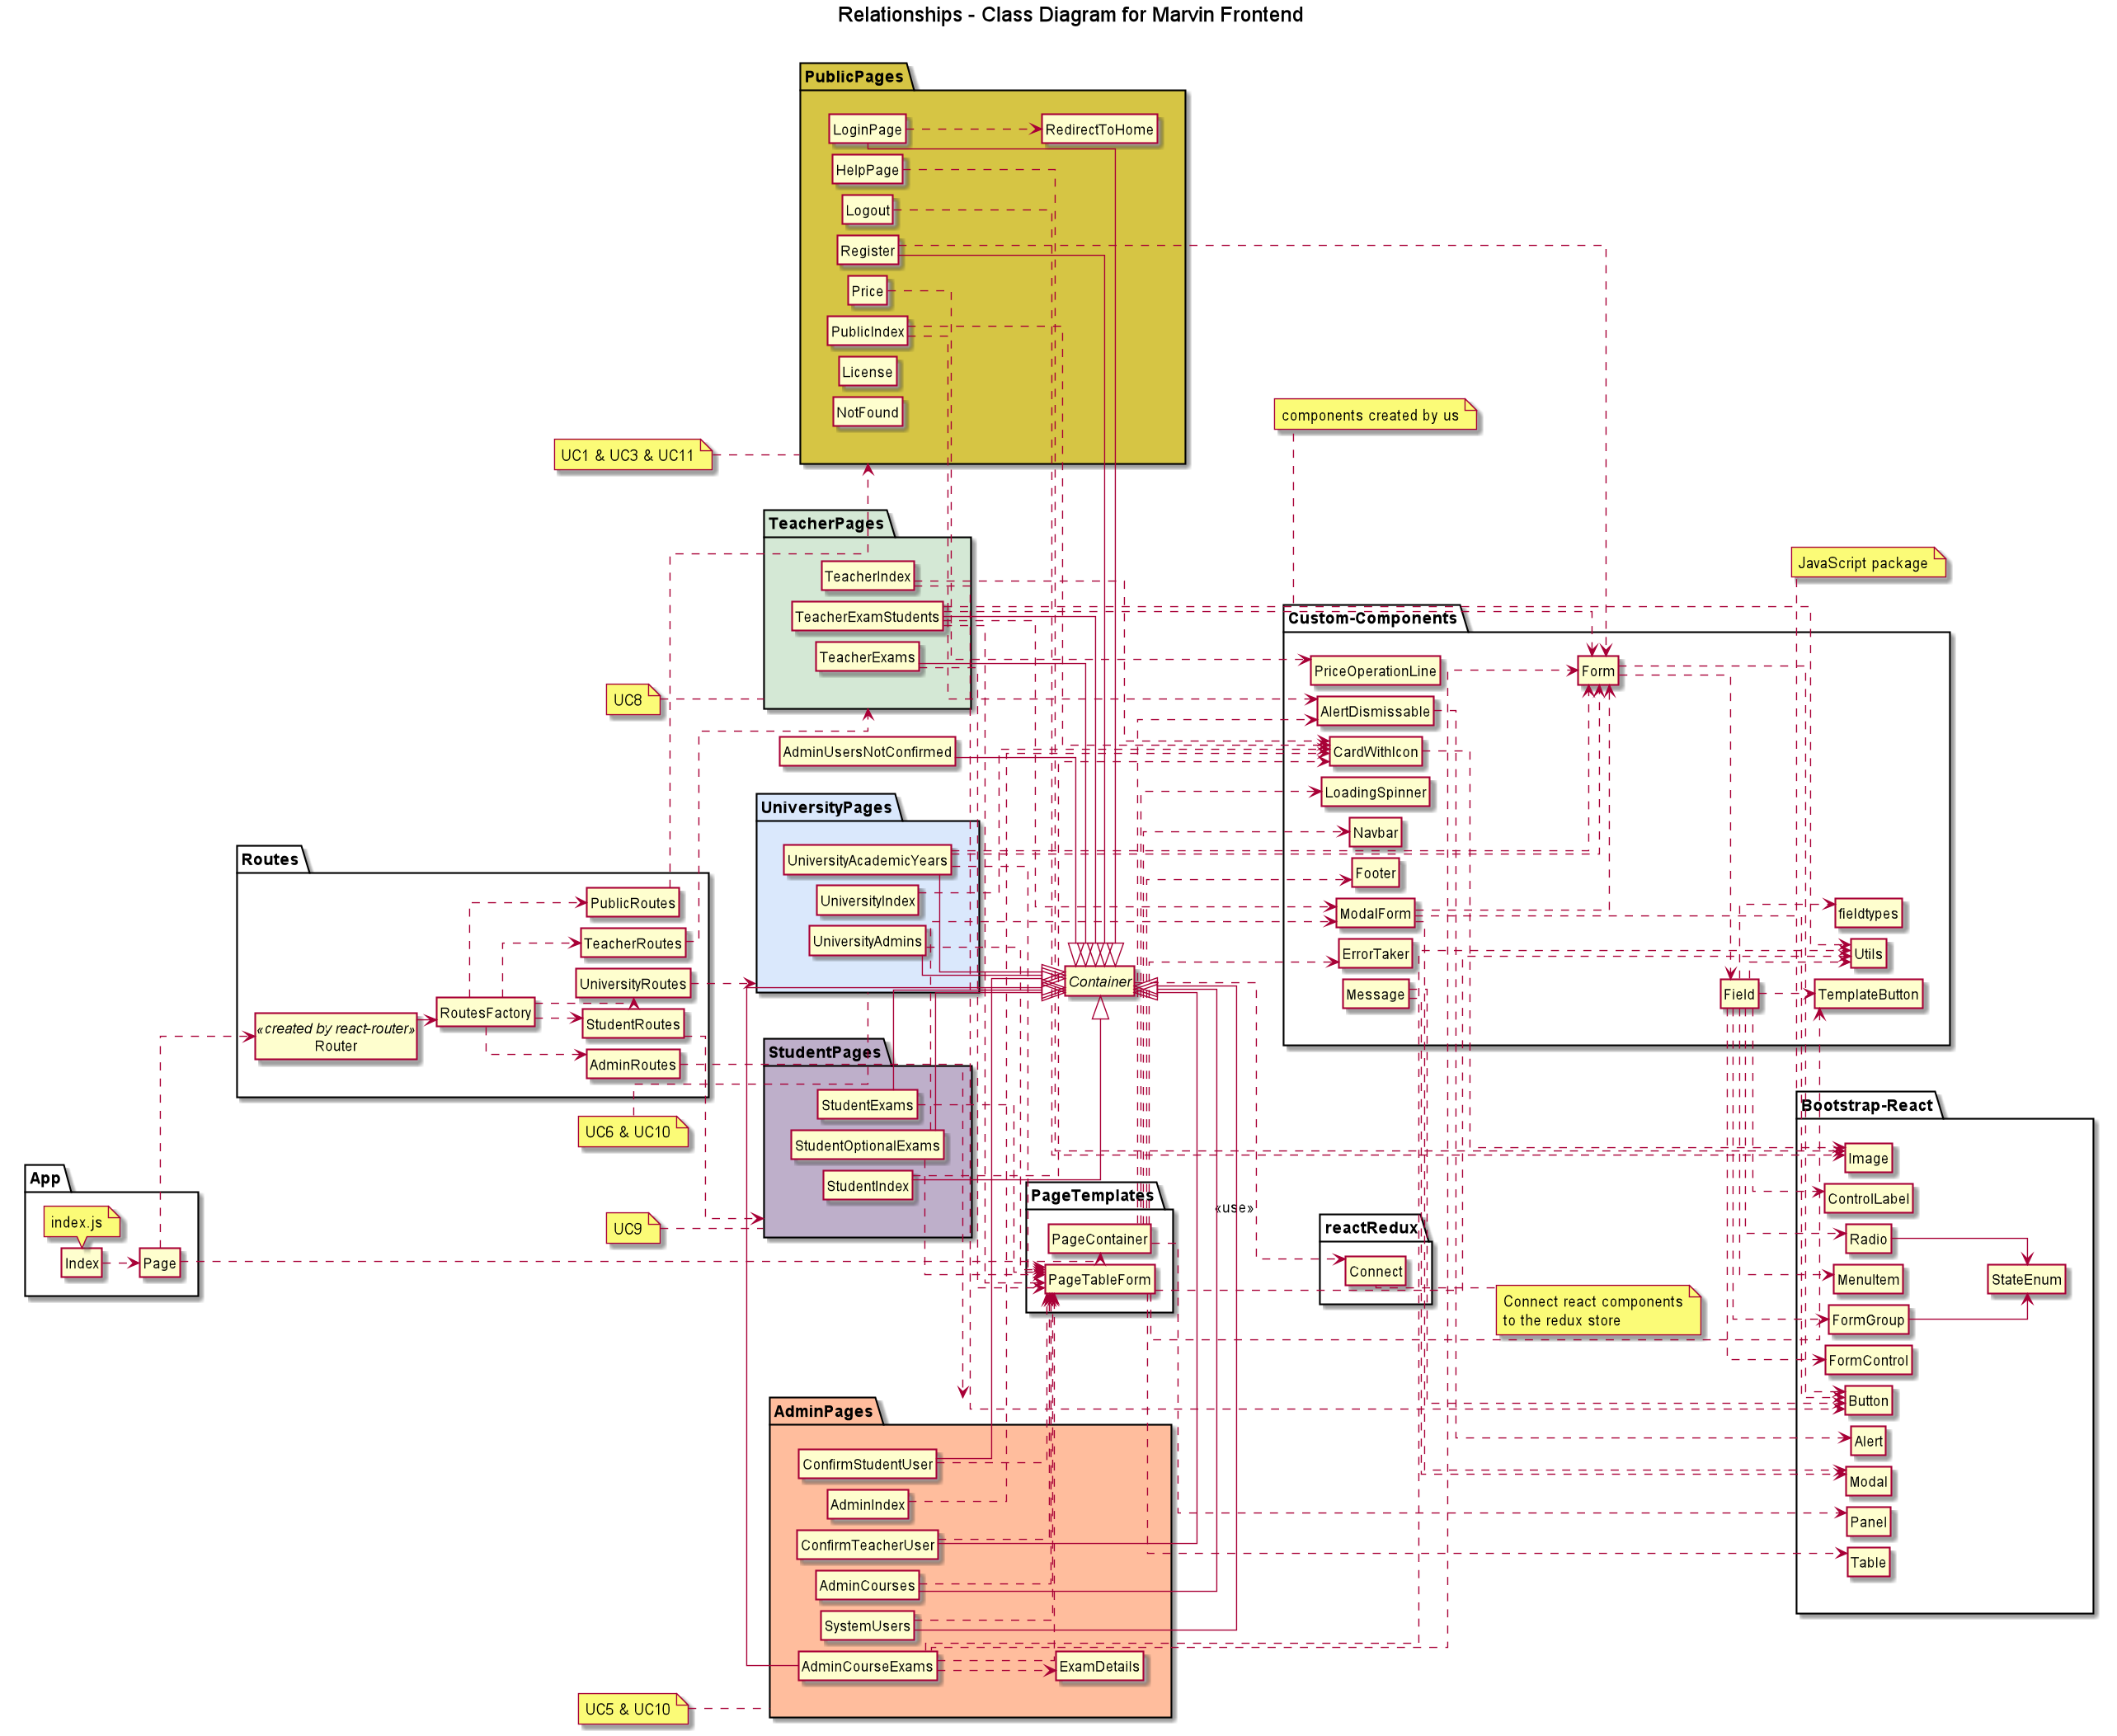 Relationships - Class Diagram for Marvin Frontend
PublicPages
LoginPage
RedirectToHome
HelpPage
Logout
Register
Price
PublicIndex
License
NotFound
UC1 & UC3 & UC11
components created by us
TeacherPages
TeacherIndex
TeacherExamStudents
TeacherExams
UC8
AdminUsersNotConfirmed
UniversityPages
UniversityAcademicYears
UniversityIndex
UniversityAdmins
Routes
PublicRoutes
TeacherRoutes
UniversityRoutes
RoutesFactory
StudentRoutes
AdminRoutes
«created by react-router»
Router
UC6 & UC10
Container
StudentPages
StudentExams
StudentOptionalExams
StudentIndex
UC9
App
index.js
Index
Page
PageTemplates
PageContainer
PageTableForm
«use»
reactRedux
Connect
Connect react components
to the redux store
JavaScript package
Custom-Components
PriceOperationLine
Form
AlertDismissable
CardWithIcon
LoadingSpinner
Navbar
Footer
ModalForm
fieldtypes
ErrorTaker
Utils
Message
Field
TemplateButton
Bootstrap-React
Image
ControlLabel
Radio
MenuItem
StateEnum
FormGroup
FormControl
Button
Alert
Modal
Panel
Table
AdminPages
ConfirmStudentUser
AdminIndex
ConfirmTeacherUser
AdminCourses
SystemUsers
AdminCourseExams
ExamDetails
UC5 & UC10